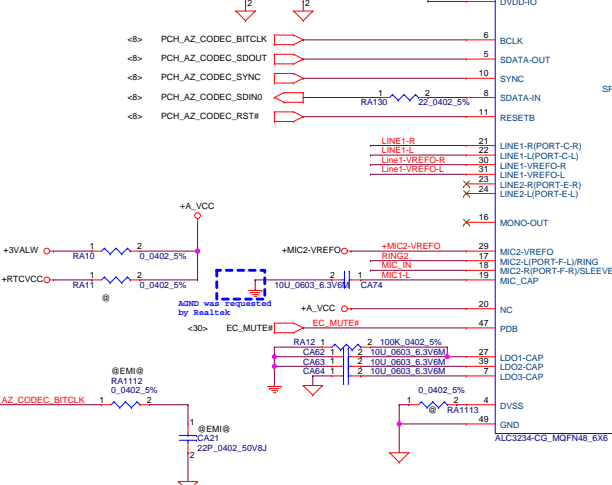 2 2
DVDD-IO
<8> PCH_AZ_CODEC_BITCLK 6 BCLK
<8> PCH_AZ_CODEC_SDOUT 5 SDATA-OUT
<8> PCH_AZ_CODEC_SYNC 10 SYNC
<8> PCH_AZ_CODEC_SDIN0 1 2 8 SDATA-IN
RA130 22_0402_5%
<8> PCH_AZ_CODEC_RST# 11 RESETB
LINE1-R 21 LINE1-R(PORT-C-R)
LINE1-L 22 LINE1-L(PORT-C-L)
Line1-VREFO-R 30 LINE1-VREFO-R
Line1-VREFO-L 31 LINE1-VREFO-L
23 LINE2-R(PORT-E-R)
24 LINE2-L(PORT-E-L)
16 MONO-OUT
+A_VCC
+3VALW 1 2
RA10 0_0402_5%
+RTCVCC 1 2
RA11 0_0402_5%
@
+MIC2-VREFO +MIC2-VREFO 29 MIC2-VREFO
RING2 17 MIC2-L(PORT-F-L)/RING
MIC_IN 18 MIC2-R(PORT-F-R)/SLEEVE
2 1 MIC1-L 19 MIC_CAP
10U_0603_6.3V6M CA74
AGND was requested
by Realtek
+A_VCC 20 NC
<30> EC_MUTE# EC_MUTE# 47 PDB
RA12 1 2 100K_0402_5%
CA62 1 2 10U_0603_6.3V6M 27 LDO1-CAP
CA63 1 2 10U_0603_6.3V6M 39 LDO2-CAP
CA64 1 2 10U_0603_6.3V6M 7 LDO3-CAP
@EMI@
RA1112
0_0402_5%
AZ_CODEC_BITCLK 1 2
0_0402_5%
1 2 4 DVSS
@ RA1113
49 GND
ALC3234-CG_MQFN48_6X6
1
@EMI@
CA21
22P_0402_50V8J
2